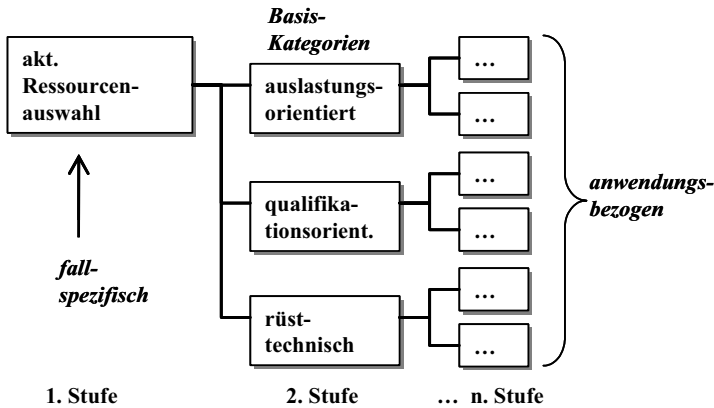 Basis-
Kategorien
akt.
Ressourcen-
auswahl
auslastungs-
orientiert
…
…
qualifika-
tionsorient.
…
…
rüst-
technisch
…
…
anwendungs-
bezogen
fall-
spezifisch
1. Stufe
2. Stufe
… n. Stufe